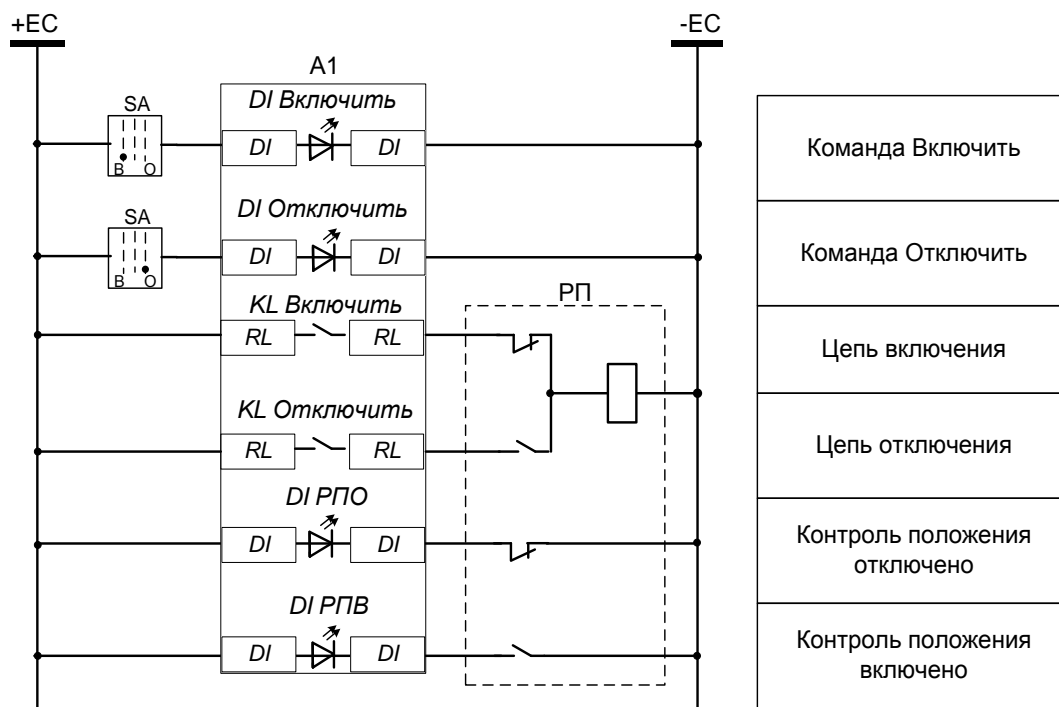 +EC
-EC
A1
SA
DI Включить
DI
DI
В О
Команда Включить
SA
DI Отключить
DI
DI
В О
Команда Отключить
KL Включить
РП
RL
RL
Цепь включения
KL Отключить
RL
RL
Цепь отключения
DI РПО
DI
DI
Контроль положения
отключено
DI РПВ
DI
DI
Контроль положения
включено